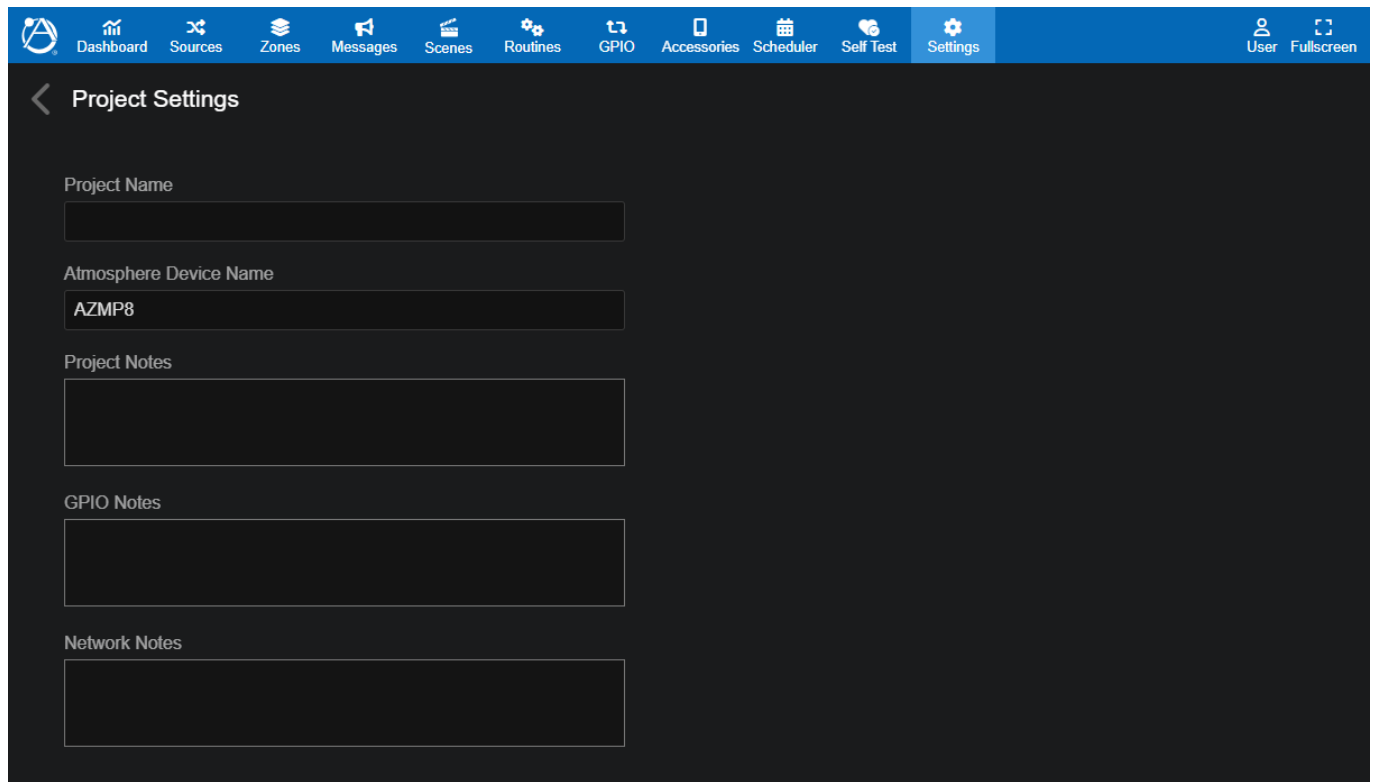 Dashboard Sources Zones Messages Scenes Routines GPIO Accessories Scheduler Self Test Settings User Fullscreen
Project Settings
Project Name
Atmosphere Device Name
AZMP8
Project Notes
GPIO Notes
Network Notes